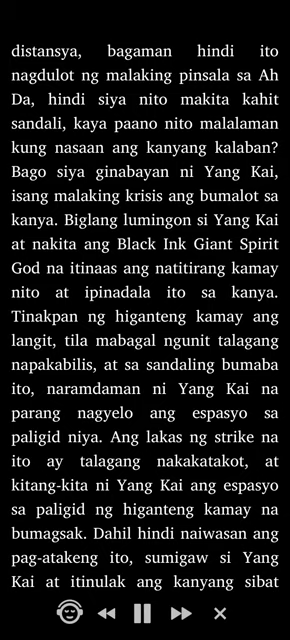 distansya, bagaman hindi ito
nagdulot ng malaking pinsala sa Ah
Da, hindi siya nito makita kahit
sandali, kaya paano nito malalaman
kung nasaan ang kanyang kalaban?
Bago siya ginabayan ni Yang Kai,
isang malaking krisis ang bumalot sa
kanya. Biglang lumingon si Yang Kai
at nakita ang Black Ink Giant Spirit
God na itinaas ang natitirang kamay
nito at ipinadala ito sa kanya.
Tinakpan ng higanteng kamay ang
langit, tila mabagal ngunit talagang
napakabilis, at sa sandaling bumaba
ito, naramdaman ni Yang Kai na
parang nagyelo ang espasyo sa
paligid niya. Ang lakas ng strike na
ito ay talagang nakakatakot, at
kitang-kita ni Yang Kai ang espasyo
sa paligid ng higanteng kamay na
bumagsak. Dahil hindi naiwasan ang
pag-atakeng ito, sumigaw si Yang
Kai at itinulak ang kanyang sibat